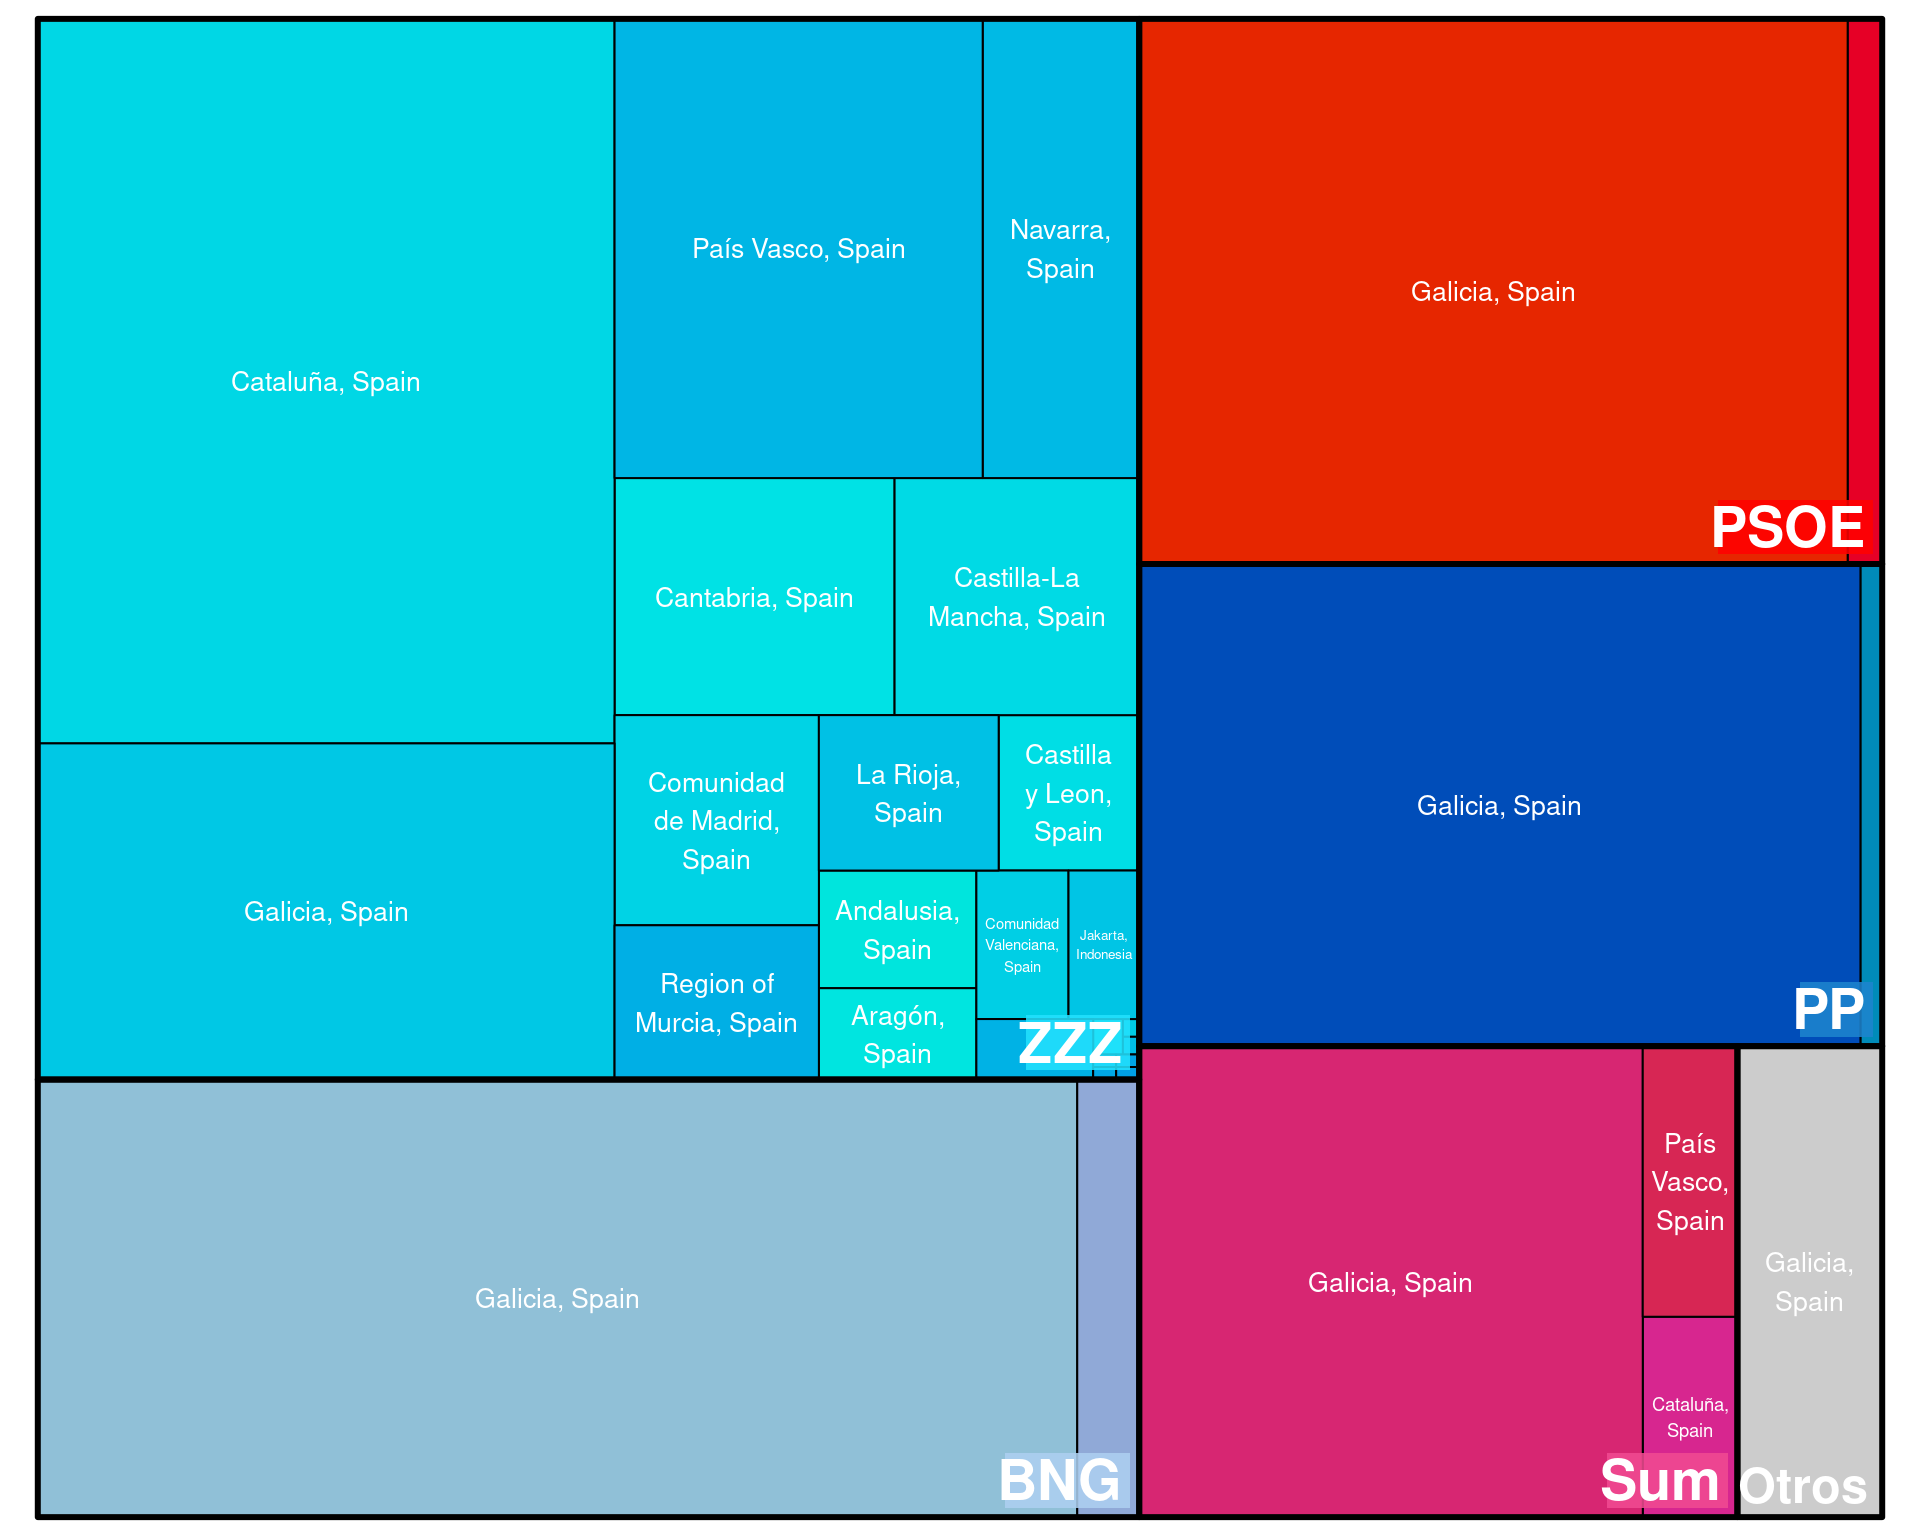 Cataluña, Spain
País Vasco, Spain
Navarra,
Spain
Cantabria, Spain
Castilla-La
Mancha, Spain
Galicia, Spain
Comunidad
de Madrid,
Spain
La Rioja,
Spain
Castilla
y Leon,
Spain
Region of
Murcia, Spain
Andalusia,
Spain
Aragón,
Spain
Comunidad
Valenciana,
Spain
Jakarta,
Indonesia
ZZZ
Galicia, Spain
BNG
Galicia, Spain
PSOE
Galicia, Spain
PP
Galicia, Spain
País
Vasco,
Spain
Cataluña,
Spain
Sum
Galicia,
Spain
Otros